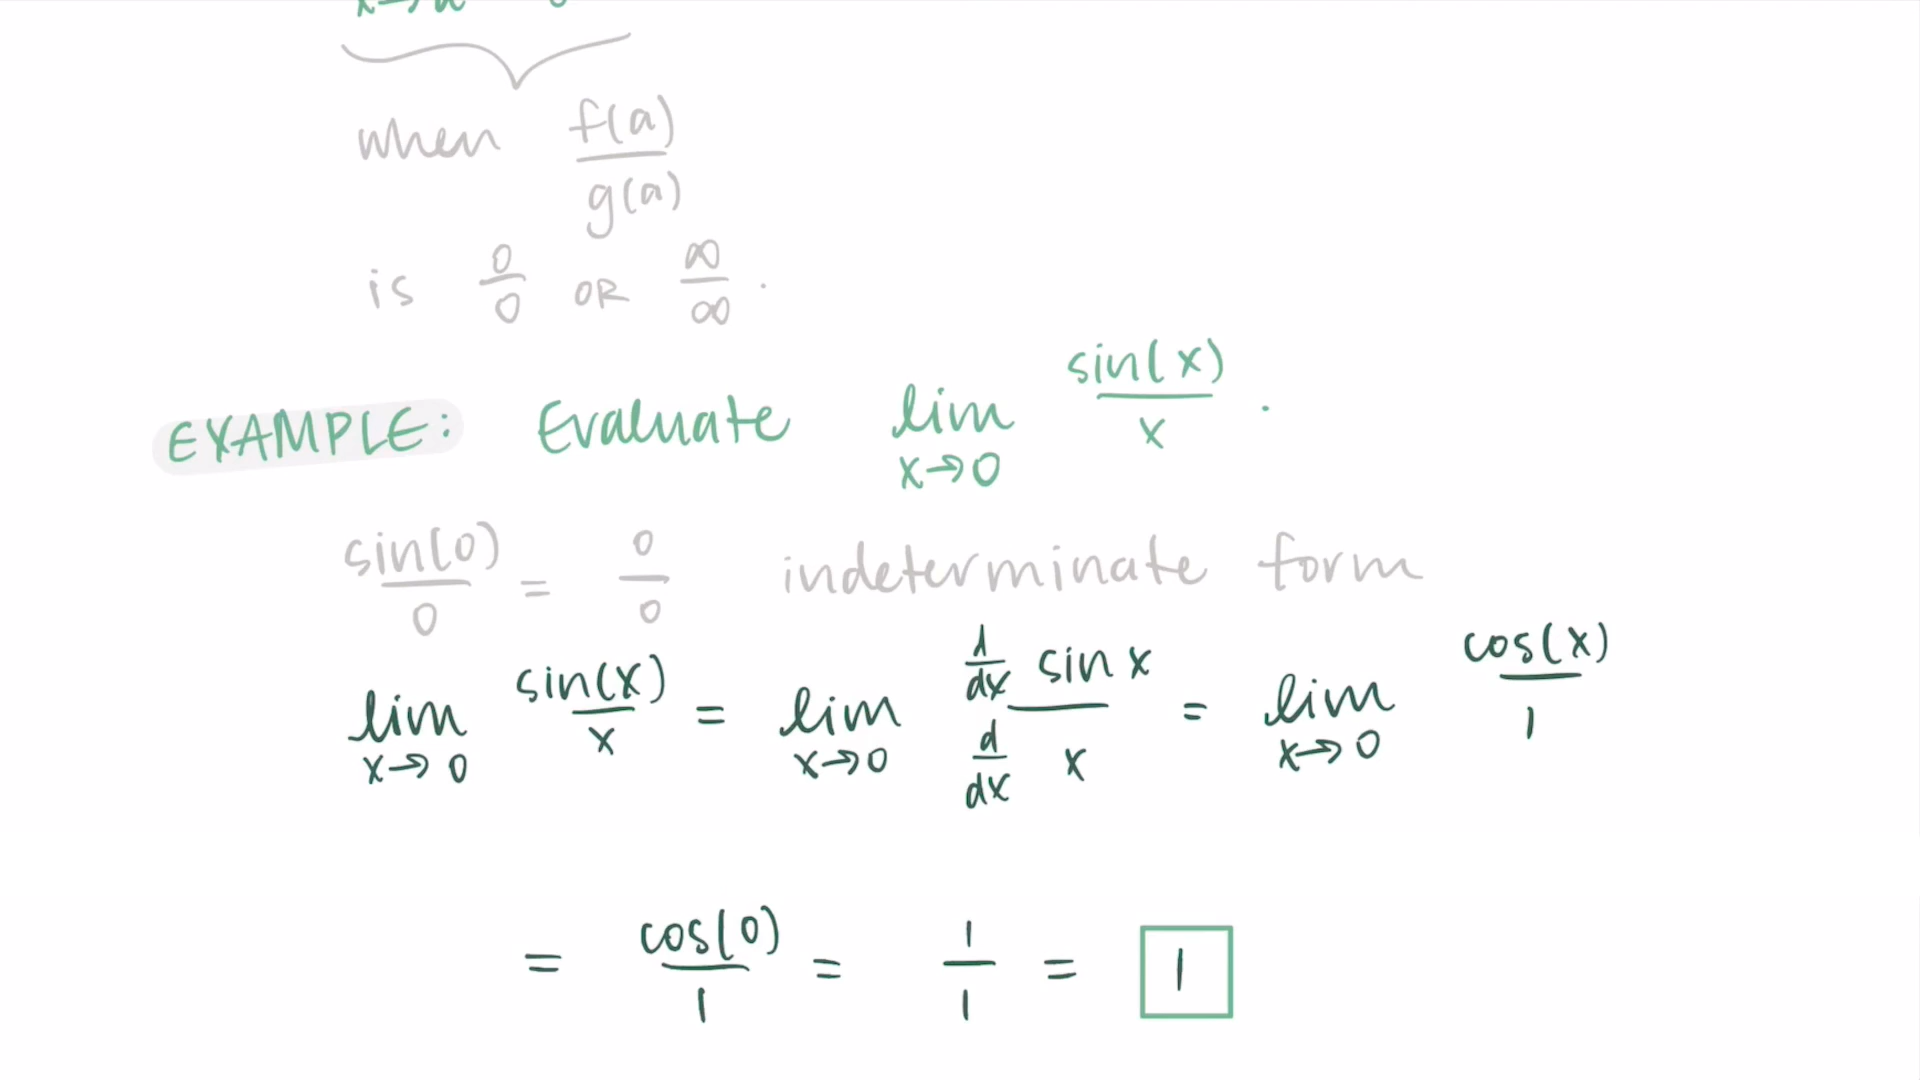 when f(a)/g(a)
is 0/0 OR ∞/∞ .
EXAMPLE: Evaluate lim x→0 sin(x)/x .
sin(0)/0 = 0/0 indeterminate form
lim x→0 sin(x)/x = lim x→0 d/dx sin x / d/dx x = lim x→0 cos(x)/1
= cos(0)/1 = 1/1 = 1